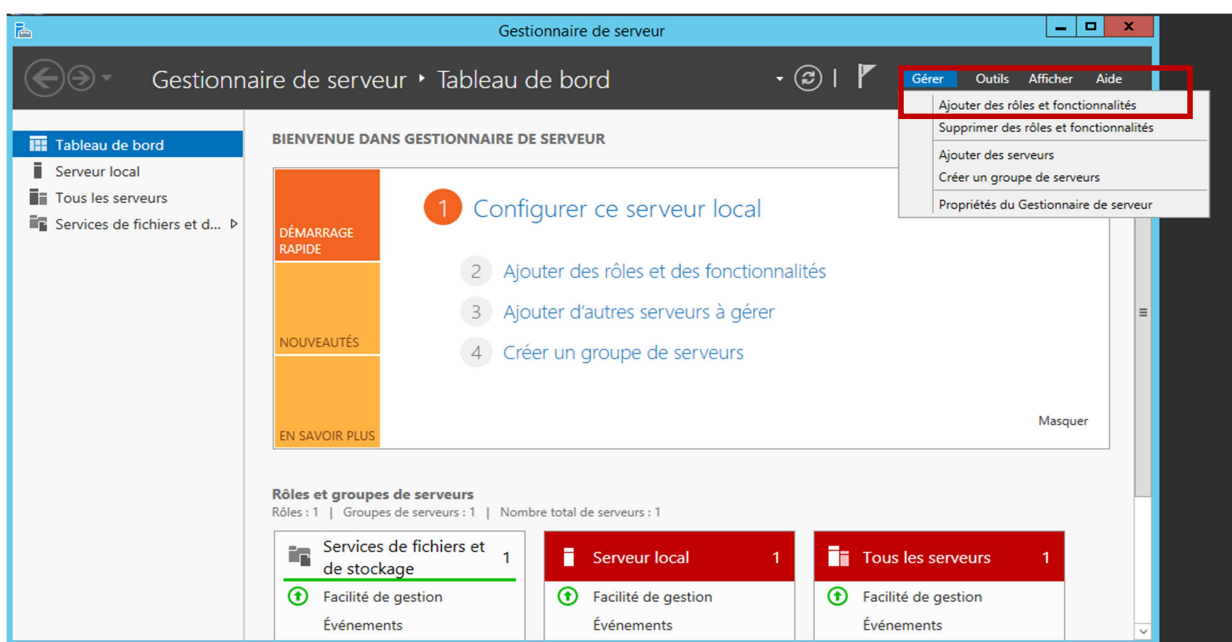 Gestionnaire de serveur
Gestionnaire de serveur ‣ Tableau de bord
Gérer Outils Afficher Aide
Ajouter des rôles et fonctionnalités
Supprimer des rôles et fonctionnalités
Ajouter des serveurs
Créer un groupe de serveurs
Propriétés du Gestionnaire de serveur
Tableau de bord
Serveur local
Tous les serveurs
Services de fichiers et d...
BIENVENUE DANS GESTIONNAIRE DE SERVEUR
DÉMARRAGE
RAPIDE
NOUVEAUTÉS
EN SAVOIR PLUS
1 Configurer ce serveur local
2 Ajouter des rôles et des fonctionnalités
3 Ajouter d'autres serveurs à gérer
4 Créer un groupe de serveurs
Masquer
Rôles et groupes de serveurs
Rôles : 1 | Groupes de serveurs : 1 | Nombre total de serveurs : 1
Services de fichiers et
de stockage 1
Facilité de gestion
Événements
Serveur local 1
Facilité de gestion
Événements
Tous les serveurs 1
Facilité de gestion
Événements